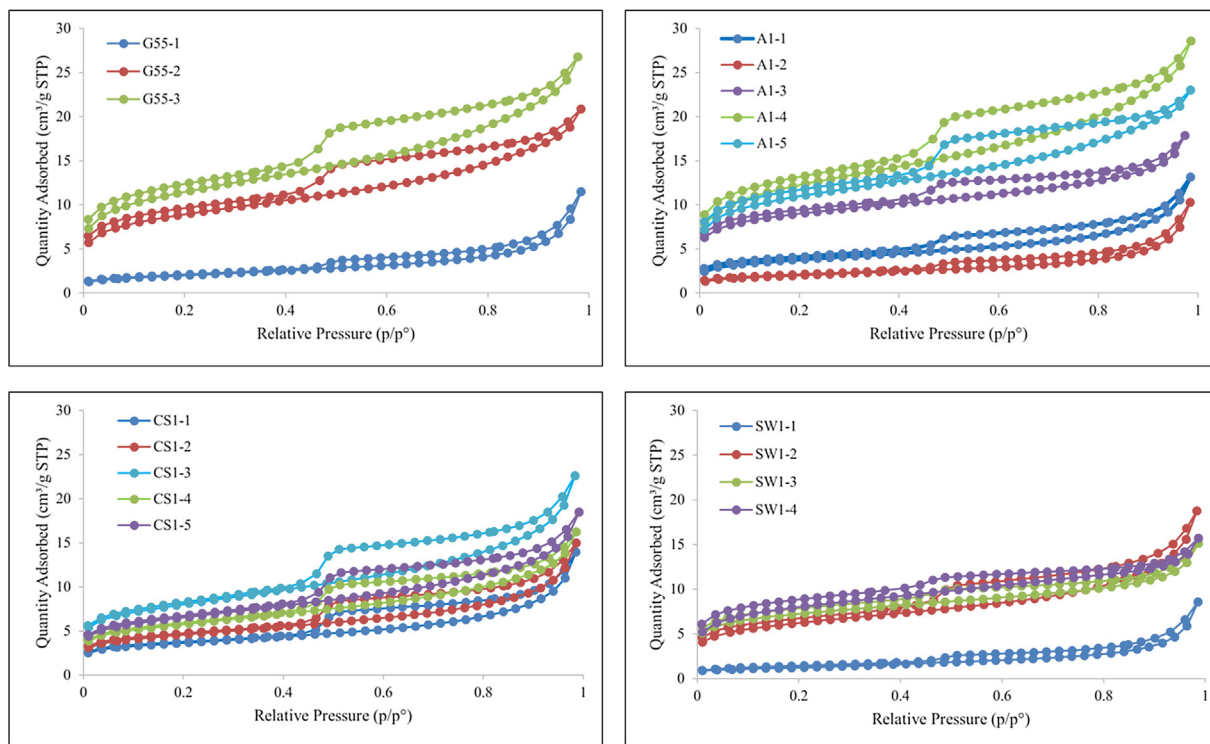 30
25
20
15
10
5
0
Quantity Adsorbed (cm³/g STP)
G55-1
G55-2
G55-3
0
0.2
0.4
0.6
0.8
1
Relative Pressure (p/p°)
30
25
20
15
10
5
0
Quantity Adsorbed (cm³/g STP)
A1-1
A1-2
A1-3
A1-4
A1-5
0
0.2
0.4
0.6
0.8
1
Relative Pressure (p/p°)
30
25
20
15
10
5
0
Quantity Adsorbed (cm³/g STP)
CS1-1
CS1-2
CS1-3
CS1-4
CS1-5
0
0.2
0.4
0.6
0.8
1
Relative Pressure (p/p°)
30
25
20
15
10
5
0
Quantity Adsorbed (cm³/g STP)
SW1-1
SW1-2
SW1-3
SW1-4
0
0.2
0.4
0.6
0.8
1
Relative Pressure (p/p°)